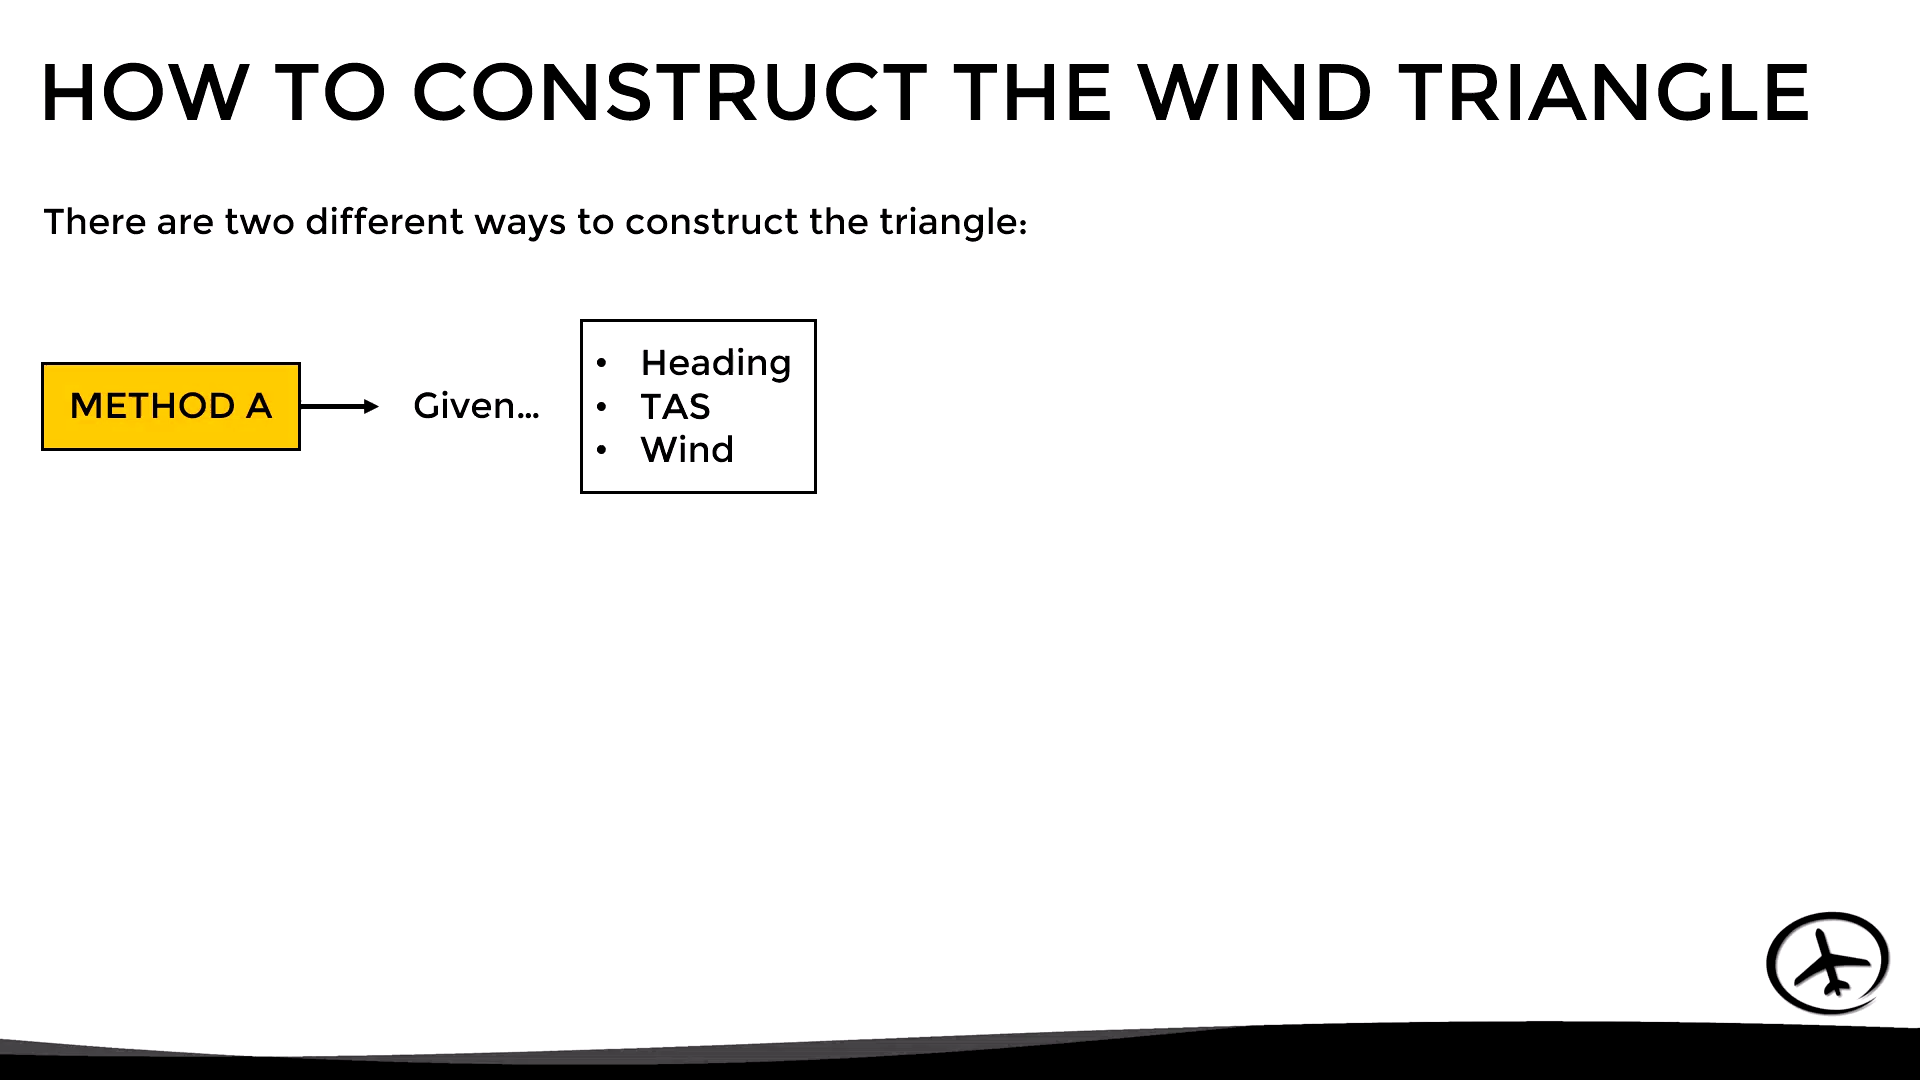 HOW TO CONSTRUCT THE WIND TRIANGLE
There are two different ways to construct the triangle:
METHOD A
Given...
• Heading
• TAS
• Wind